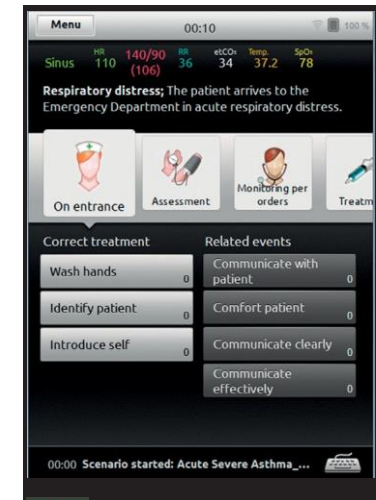 Menu 00:10 100 %
HR 140/90 RR etCO₂ Temp. SpO₂
Sinus 110 (106) 36 34 37.2 78
Respiratory distress; The patient arrives to the
Emergency Department in acute respiratory distress.
On entrance
Assessment
Monitoring per
orders
Treatm
Correct treatment
Wash hands 0
Identify patient 0
Introduce self 0
Related events
Communicate with
patient 0
Comfort patient 0
Communicate clearly 0
Communicate
effectively 0
00:00 Scenario started: Acute Severe Asthma_...